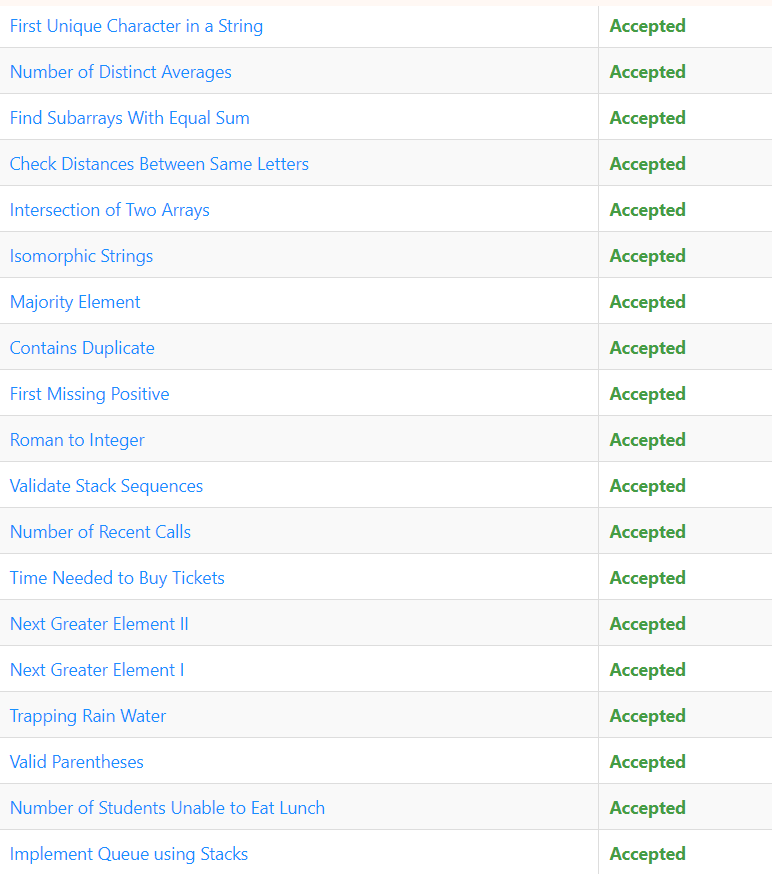 First Unique Character in a String Accepted
Number of Distinct Averages Accepted
Find Subarrays With Equal Sum Accepted
Check Distances Between Same Letters Accepted
Intersection of Two Arrays Accepted
Isomorphic Strings Accepted
Majority Element Accepted
Contains Duplicate Accepted
First Missing Positive Accepted
Roman to Integer Accepted
Validate Stack Sequences Accepted
Number of Recent Calls Accepted
Time Needed to Buy Tickets Accepted
Next Greater Element II Accepted
Next Greater Element I Accepted
Trapping Rain Water Accepted
Valid Parentheses Accepted
Number of Students Unable to Eat Lunch Accepted
Implement Queue using Stacks Accepted